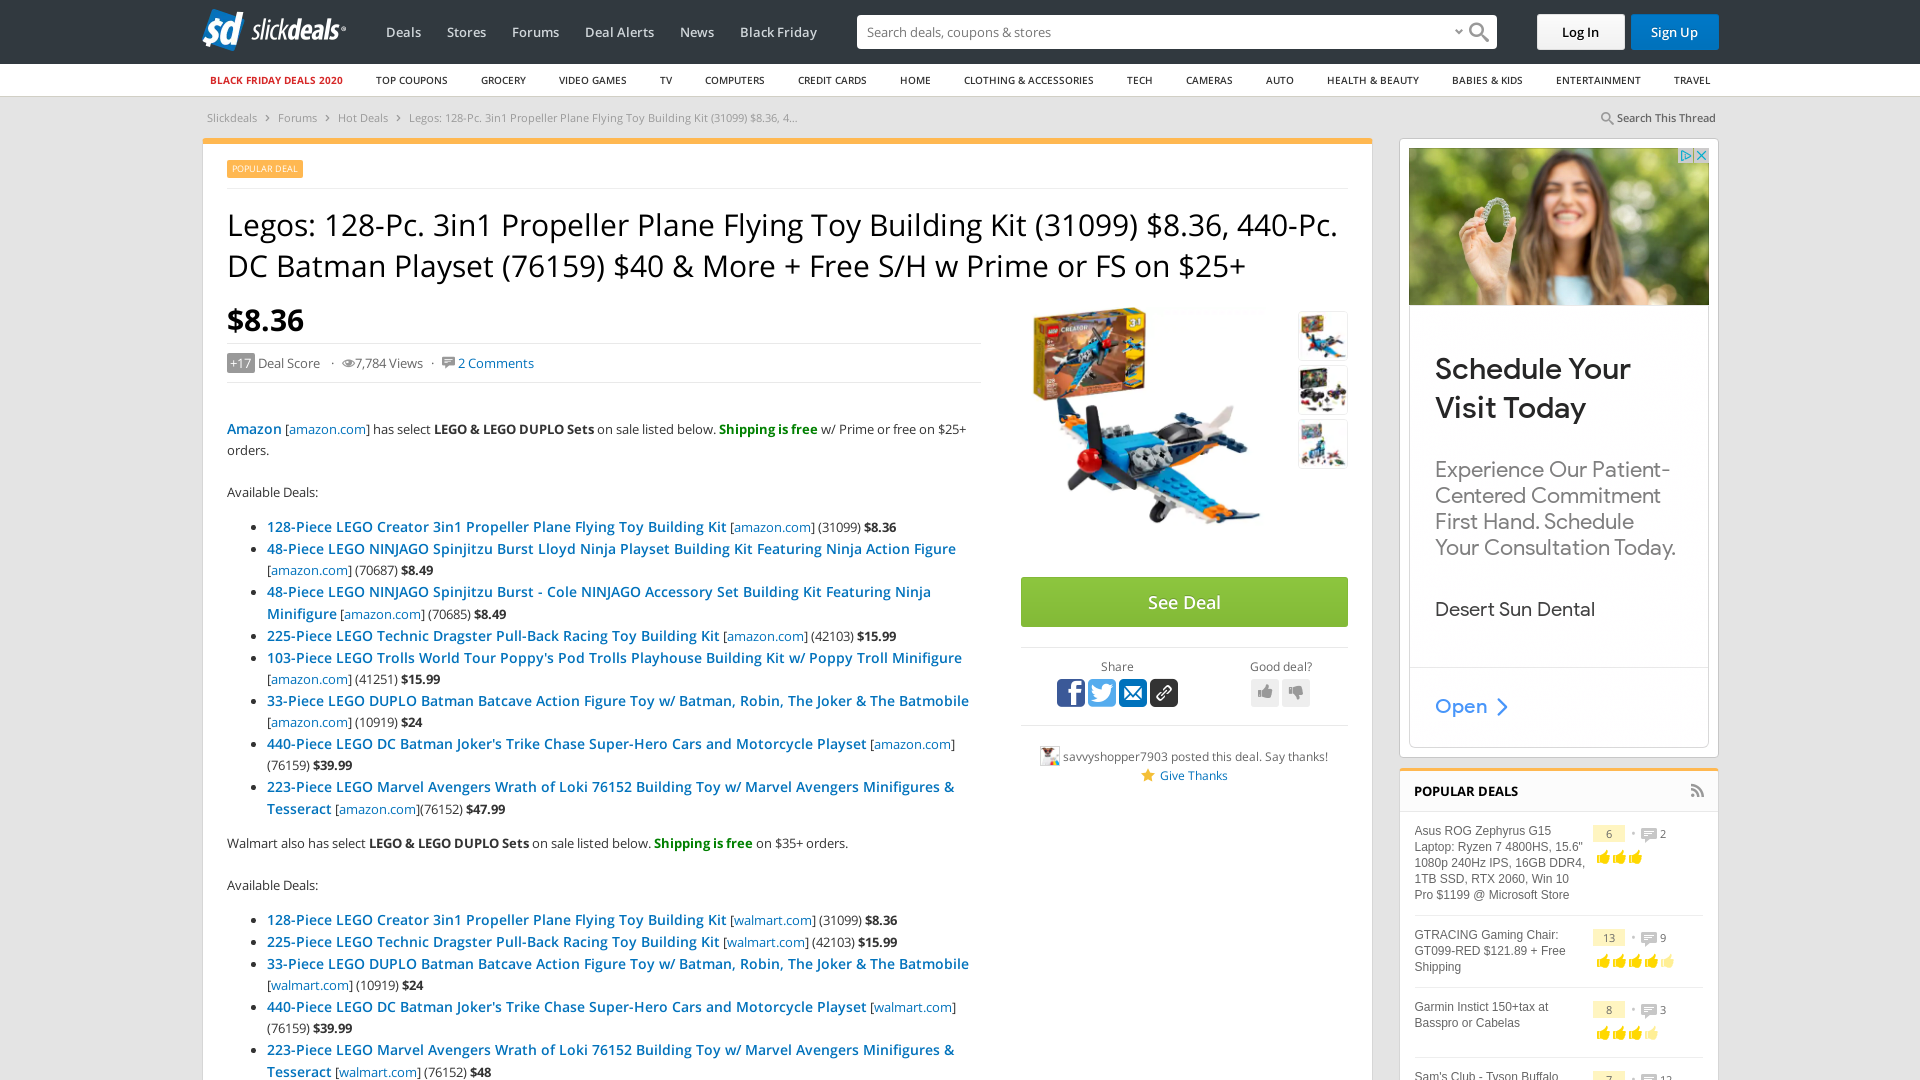 slickdeals
Deals
Stores
Forums
Deal Alerts
News
Black Friday
Search deals, coupons & stores
Log In
Sign Up
BLACK FRIDAY DEALS 2020
TOP COUPONS
GROCERY
VIDEO GAMES
TV
COMPUTERS
CREDIT CARDS
HOME
CLOTHING & ACCESSORIES
TECH
CAMERAS
AUTO
HEALTH & BEAUTY
BABIES & KIDS
ENTERTAINMENT
TRAVEL
Slickdeals > Forums > Hot Deals > Legos: 128-Pc. 3in1 Propeller Plane Flying Toy Building Kit (31099) $8.36, 4...
Search This Thread
POPULAR DEAL
Legos: 128-Pc. 3in1 Propeller Plane Flying Toy Building Kit (31099) $8.36, 440-Pc.
DC Batman Playset (76159) $40 & More + Free S/H w Prime or FS on $25+
$8.36
+17 Deal Score · 7,784 Views · 2 Comments
Amazon [amazon.com] has select LEGO & LEGO DUPLO Sets on sale listed below. Shipping is free w/ Prime or free on $25+
orders.
Available Deals:
• 128-Piece LEGO Creator 3in1 Propeller Plane Flying Toy Building Kit [amazon.com] (31099) $8.36
• 48-Piece LEGO NINJAGO Spinjitzu Burst Lloyd Ninja Playset Building Kit Featuring Ninja Action Figure
[amazon.com] (70687) $8.49
• 48-Piece LEGO NINJAGO Spinjitzu Burst - Cole NINJAGO Accessory Set Building Kit Featuring Ninja
Minifigure [amazon.com] (70685) $8.49
• 225-Piece LEGO Technic Dragster Pull-Back Racing Toy Building Kit [amazon.com] (42103) $15.99
• 103-Piece LEGO Trolls World Tour Poppy's Pod Trolls Playhouse Building Kit w/ Poppy Troll Minifigure
[amazon.com] (41251) $15.99
• 33-Piece LEGO DUPLO Batman Batcave Action Figure Toy w/ Batman, Robin, The Joker & The Batmobile
[amazon.com] (10919) $24
• 440-Piece LEGO DC Batman Joker's Trike Chase Super-Hero Cars and Motorcycle Playset [amazon.com]
(76159) $39.99
• 223-Piece LEGO Marvel Avengers Wrath of Loki 76152 Building Toy w/ Marvel Avengers Minifigures &
Tesseract [amazon.com](76152) $47.99
Walmart also has select LEGO & LEGO DUPLO Sets on sale listed below. Shipping is free on $35+ orders.
Available Deals:
• 128-Piece LEGO Creator 3in1 Propeller Plane Flying Toy Building Kit [walmart.com] (31099) $8.36
• 225-Piece LEGO Technic Dragster Pull-Back Racing Toy Building Kit [walmart.com] (42103) $15.99
• 33-Piece LEGO DUPLO Batman Batcave Action Figure Toy w/ Batman, Robin, The Joker & The Batmobile
[walmart.com] (10919) $24
• 440-Piece LEGO DC Batman Joker's Trike Chase Super-Hero Cars and Motorcycle Playset [walmart.com]
(76159) $39.99
• 223-Piece LEGO Marvel Avengers Wrath of Loki 76152 Building Toy w/ Marvel Avengers Minifigures &
Tesseract [walmart.com] (76152) $48
See Deal
Share
Good deal?
savvyshopper7903 posted this deal. Say thanks!
Give Thanks
Schedule Your
Visit Today
Experience Our Patient-
Centered Commitment
First Hand. Schedule
Your Consultation Today.
Desert Sun Dental
Open
POPULAR DEALS
Asus ROG Zephyrus G15
Laptop: Ryzen 7 4800HS, 15.6"
1080p 240Hz IPS, 16GB DDR4,
1TB SSD, RTX 2060, Win 10
Pro $1199 @ Microsoft Store
6 • 2
GTRACING Gaming Chair:
GT099-RED $121.89 + Free
Shipping
13 • 9
Garmin Instict 150+tax at
Basspro or Cabelas
8 • 3
Sam's Club - Tyson Buffalo
7 • 12